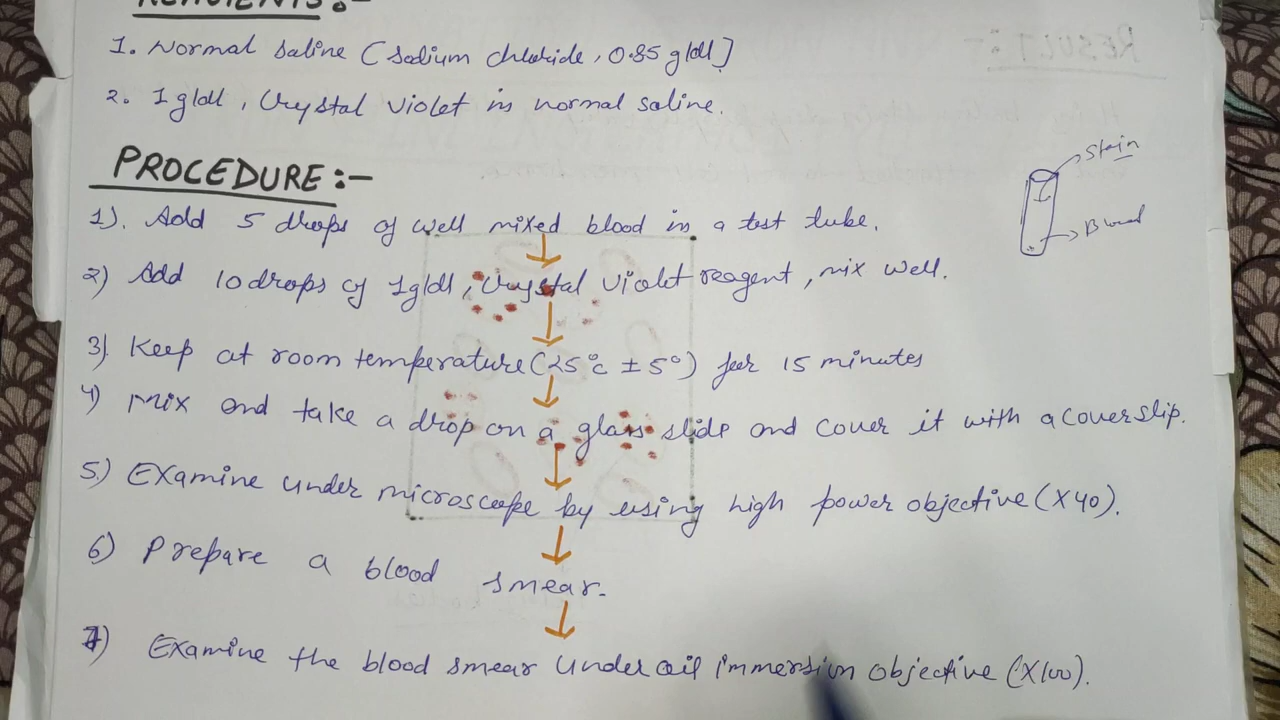 REAGENTS:-
1. Normal saline (Sodium chloride, 0.85 g/dl]
2. 1g/dl, Crystal Violet in normal saline.
PROCEDURE:-
1). Add 5 drops of well mixed blood in a test tube.
2) Add 10 drops of 1g/dl, Crystal Violet reagent, mix well.
3) Keep at room temperature (25°c ± 5°) for 15 minutes
4) Mix and take a drop on a glass slide and cover it with a coverslip.
5.) Examine under microscope by using high power objective (X40).
6) Prepare a blood smear.
7) Examine the blood smear under oil immersion objective (X100).
Stain
Blood
RESULT:-